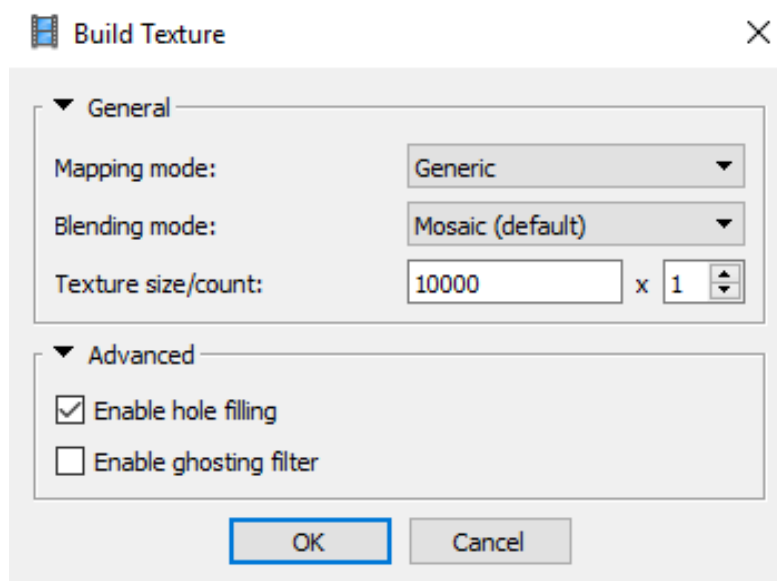 Build Texture
General
Mapping mode: Generic
Blending mode: Mosaic (default)
Texture size/count: 10000 x 1
Advanced
Enable hole filling
Enable ghosting filter
OK Cancel